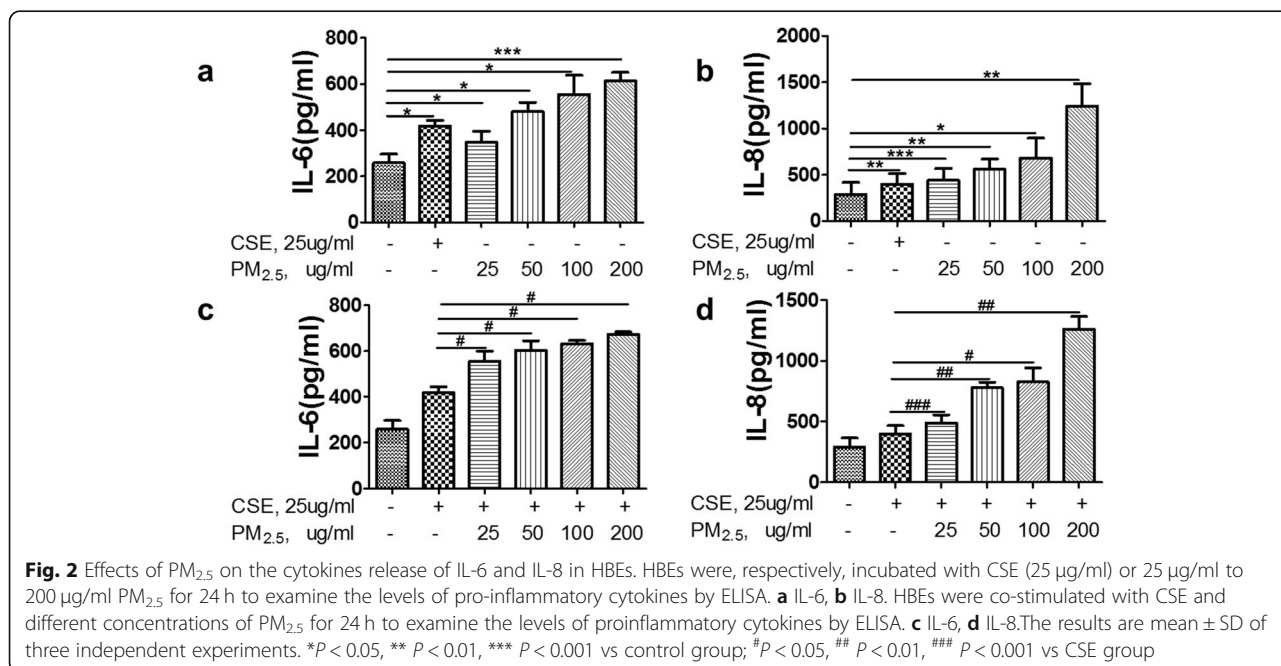 a
***
*
*
*
*
IL-6(pg/ml)
800
600
400
200
0
CSE, 25ug/ml - + - - - -
PM2.5, ug/ml - - 25 50 100 200
b
**
*
**
***
**
IL-8(pg/ml)
2000
1500
1000
500
0
CSE, 25ug/ml - + - - - -
PM2.5, ug/ml - - 25 50 100 200
c
#
#
#
#
IL-6(pg/ml)
800
600
400
200
0
CSE, 25ug/ml - + + + + +
PM2.5, ug/ml - - 25 50 100 200
d
##
#
##
###
IL-8(pg/ml)
1500
1000
500
0
CSE, 25ug/ml - + + + + +
PM2.5, ug/ml - - 25 50 100 200
Fig. 2 Effects of PM2.5 on the cytokines release of IL-6 and IL-8 in HBEs. HBEs were, respectively, incubated with CSE (25 μg/ml) or 25 μg/ml to
200 μg/ml PM2.5 for 24 h to examine the levels of pro-inflammatory cytokines by ELISA. a IL-6, b IL-8. HBEs were co-stimulated with CSE and
different concentrations of PM2.5 for 24 h to examine the levels of proinflammatory cytokines by ELISA. c IL-6, d IL-8.The results are mean ± SD of
three independent experiments. *P < 0.05, ** P < 0.01, *** P < 0.001 vs control group; #P < 0.05, ## P < 0.01, ### P < 0.001 vs CSE group